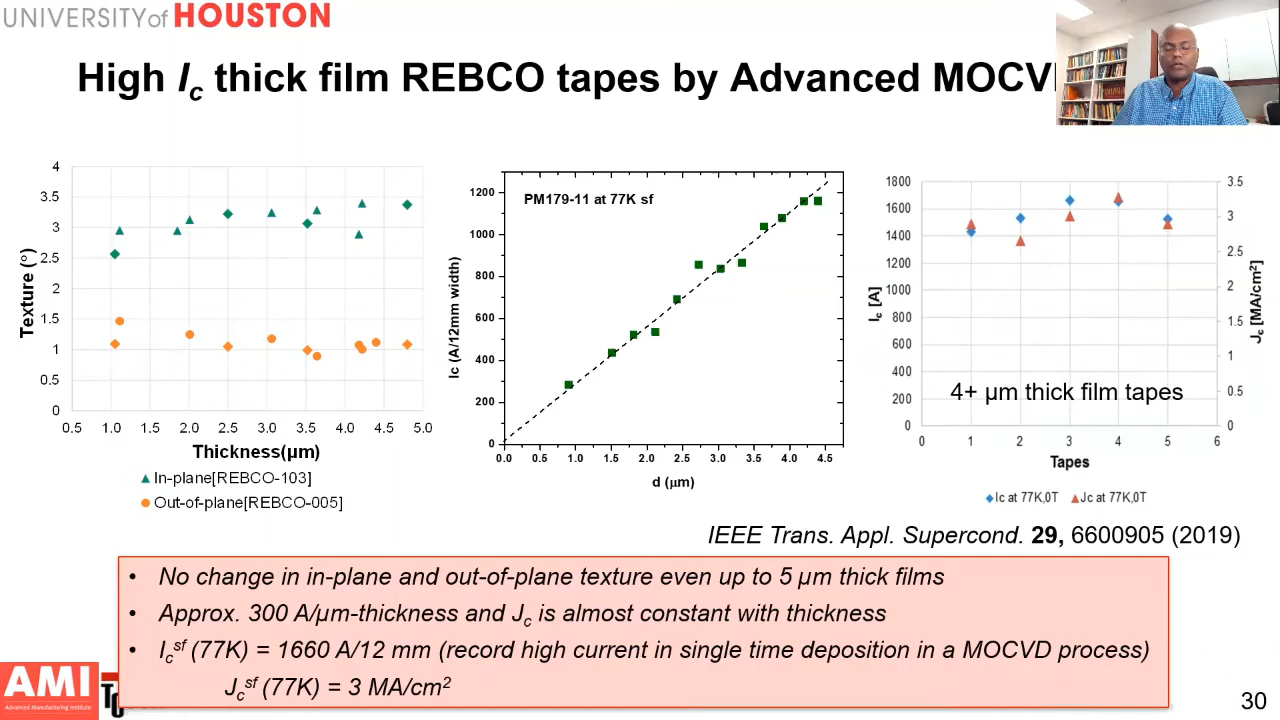 UNIVERSITY of HOUSTON
High Ic thick film REBCO tapes by Advanced
4
3.5
3
2.5
2
1.5
1
0.5
0
Texture (°)
0.5 1.0 1.5 2.0 2.5 3.0 3.5 4.0 4.5 5.0
Thickness(μm)
In-plane[REBCO-103]
Out-of-plane[REBCO-005]
PM179-11 at 77K sf
1200
1000
800
600
400
200
0
Ic (A/12mm width)
0.0 0.5 1.0 1.5 2.0 2.5 3.0 3.5 4.0 4.5
d (μm)
1800
1600
1400
1200
1000
800
600
400
200
0
Ic [A]
3.5
3
2.5
2
1.5
1
0.5
0
Jc [MA/cm²]
4+ μm thick film tapes
0 1 2 3 4 5 6
Tapes
Ic at 77K,0T Jc at 77K,0T
IEEE Trans. Appl. Supercond. 29, 6600905 (2019)
• No change in in-plane and out-of-plane texture even up to 5 μm thick films
• Approx. 300 A/μm-thickness and Jc is almost constant with thickness
• Icsf (77K) = 1660 A/12 mm (record high current in single time deposition in a MOCVD process)
Jcsf (77K) = 3 MA/cm²
AMI
Advanced Manufacturing Institute
30